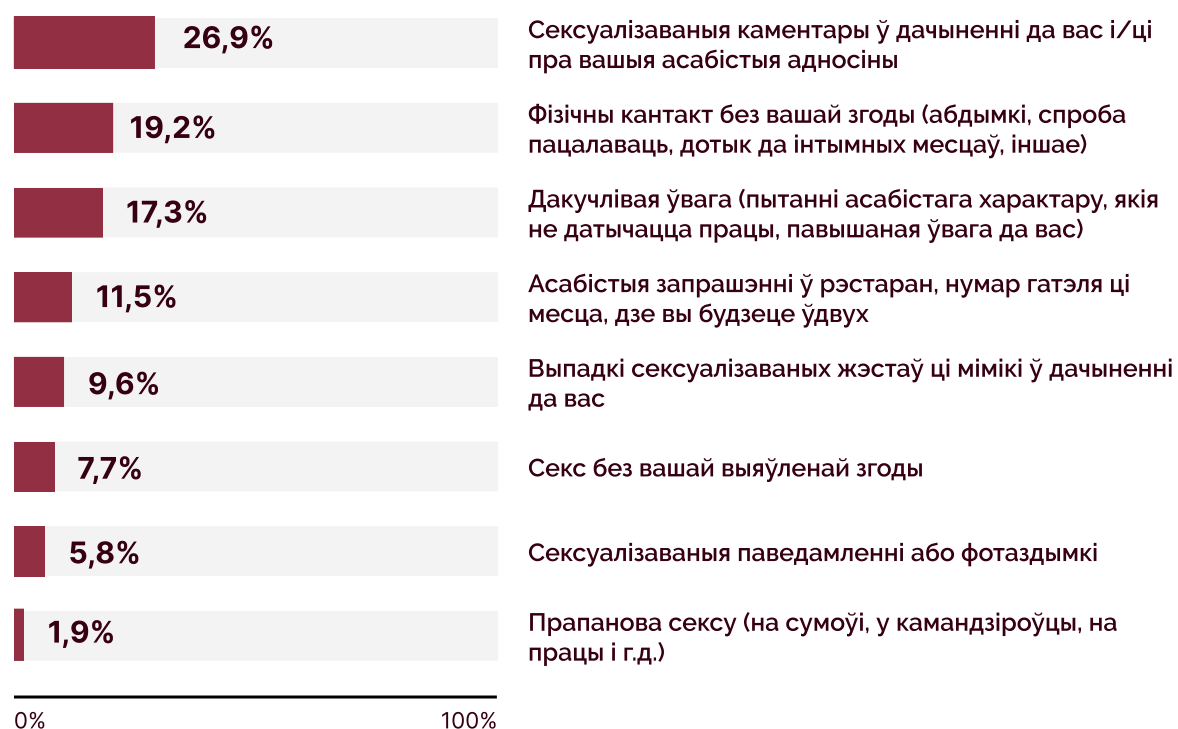 26,9%
Сексуалізаваныя каментары ў дачыненні да вас і/ці
пра вашыя асабістыя адносіны
19,2%
Фізічны кантакт без вашай згоды (абдымкі, спроба
пацалаваць, дотык да інтымных месцаў, іншае)
17,3%
Дакучлівая ўвага (пытанні асабістага характару, якія
не датычацца працы, павышаная ўвага да вас)
11,5%
Асабістыя запрашэнні ў рэстаран, нумар гатэля ці
месца, дзе вы будзеце ўдвух
9,6%
Выпадкі сексуалізаваных жэстаў ці мімікі ў дачыненні
да вас
7,7%
Секс без вашай выяўленай згоды
5,8%
Сексуалізаваныя паведамленні або фотаздымкі
1,9%
Прапанова сексу (на сумоўі, у камандзіроўцы, на
працы і г.д.)
0%
100%